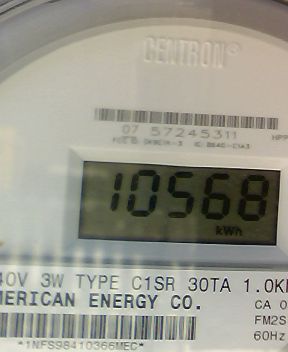 CENTRON®
07 57245311
10568
kWh
40V 3W TYPE C1SR 30TA 1.0K
MERICAN ENERGY CO.
CA 0
FM2S
60Hz
*1NFS98410366MEC*